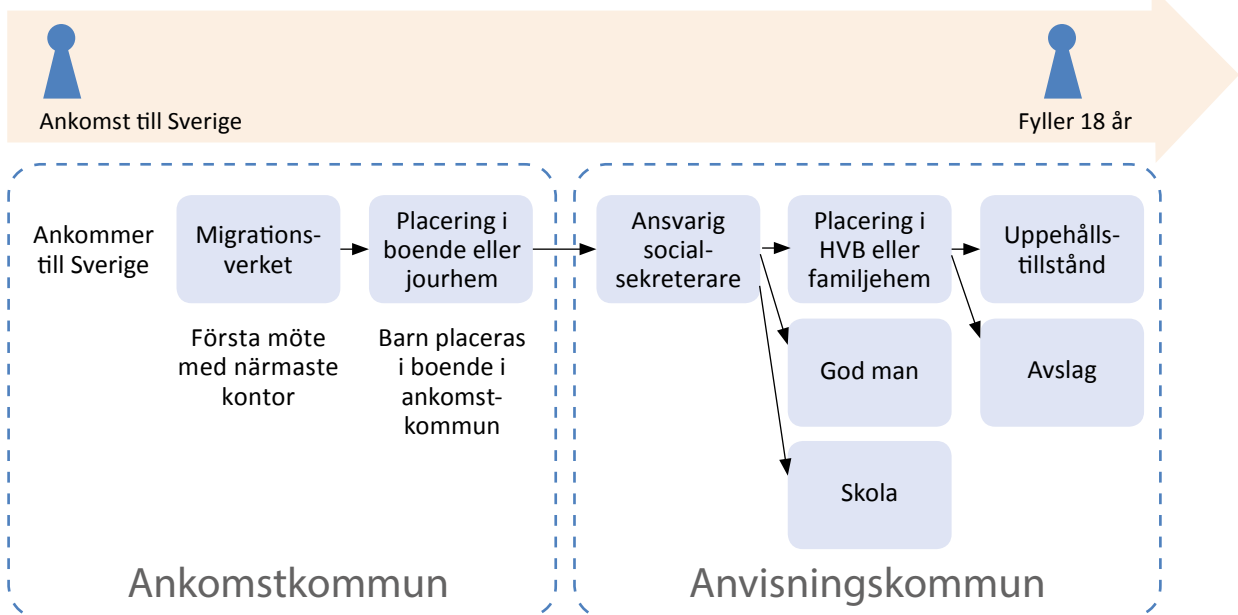 Ankomst till Sverige
Fyller 18 år
Ankommer
till Sverige
Migrations-
verket
Placering i
boende eller
jourhem
Första möte
med närmaste
kontor
Barn placeras
i boende i
ankomst-
kommun
Ankomstkommun
Ansvarig
social-
sekreterare
Placering i
HVB eller
familjehem
Uppehålls-
tillstånd
God man
Avslag
Skola
Anvisningskommun